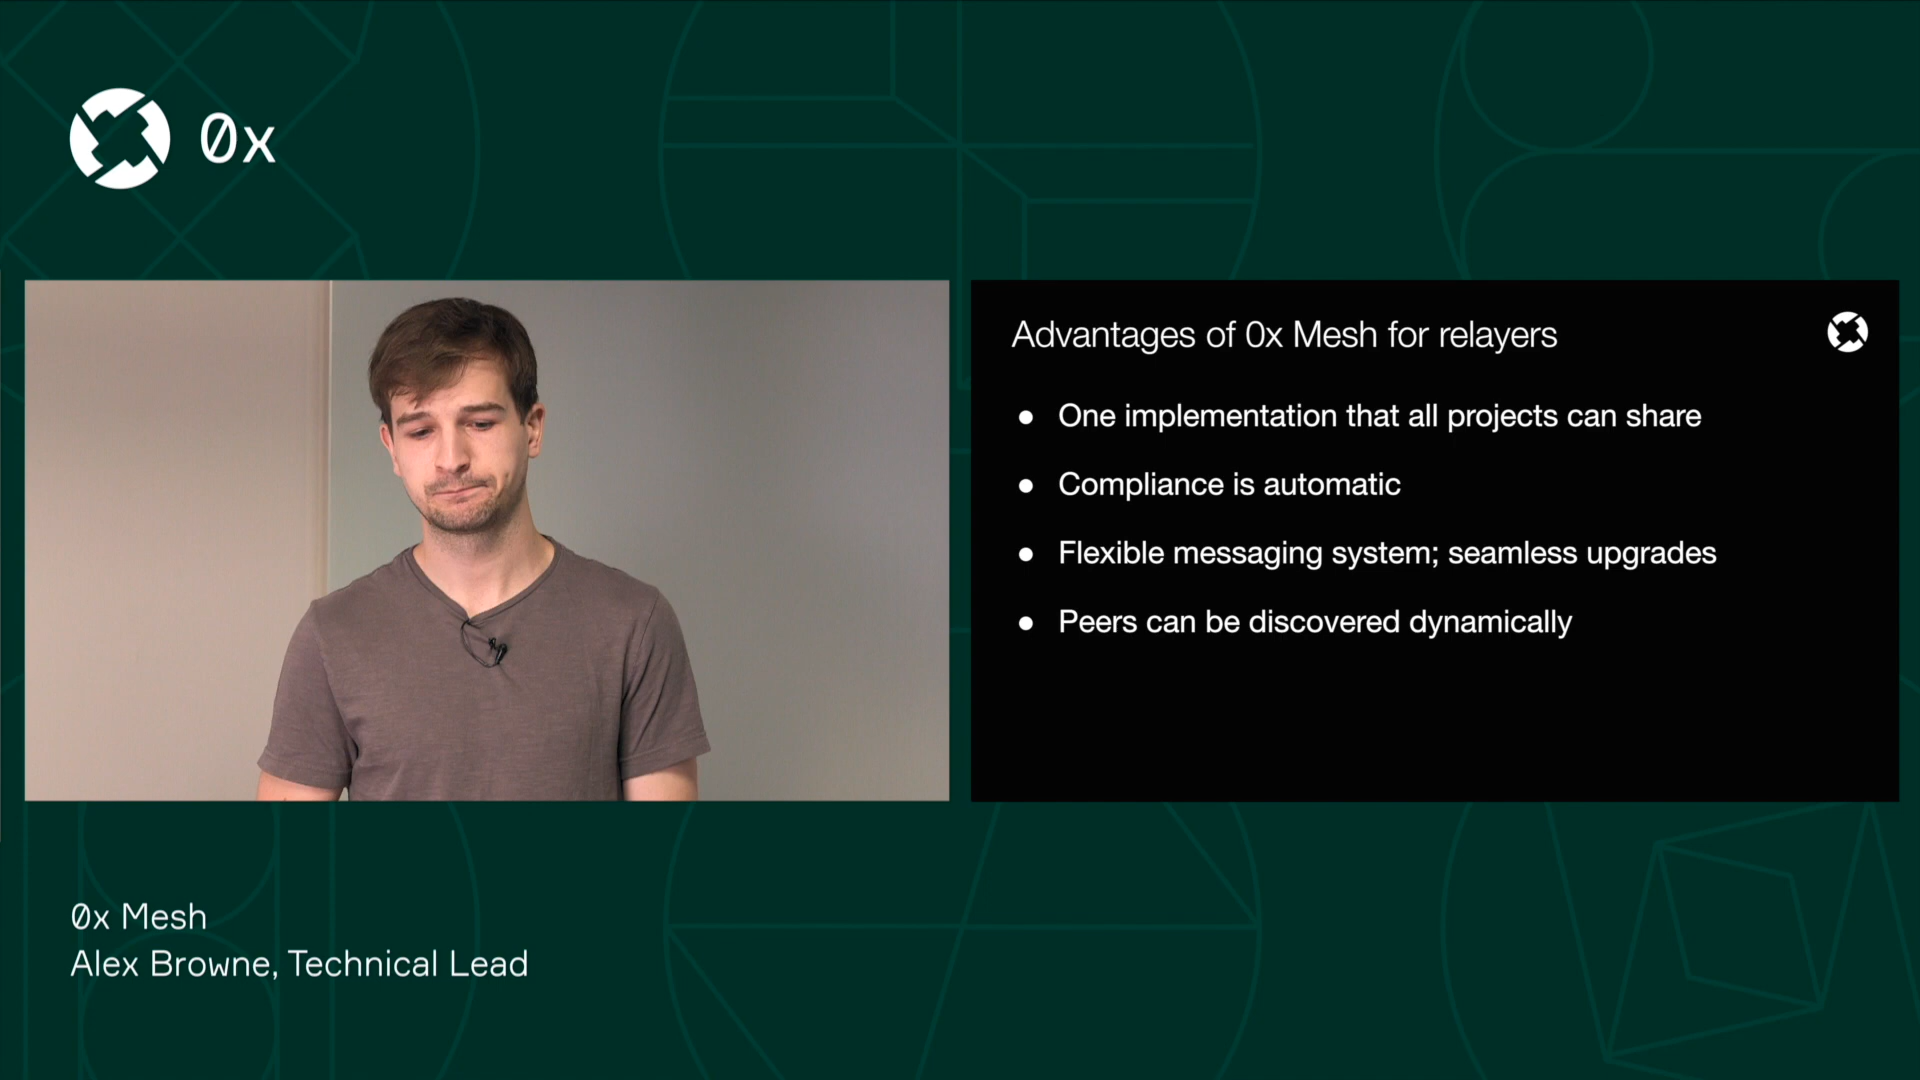 0x
Advantages of 0x Mesh for relayers
● One implementation that all projects can share
● Compliance is automatic
● Flexible messaging system; seamless upgrades
● Peers can be discovered dynamically
0x Mesh
Alex Browne, Technical Lead